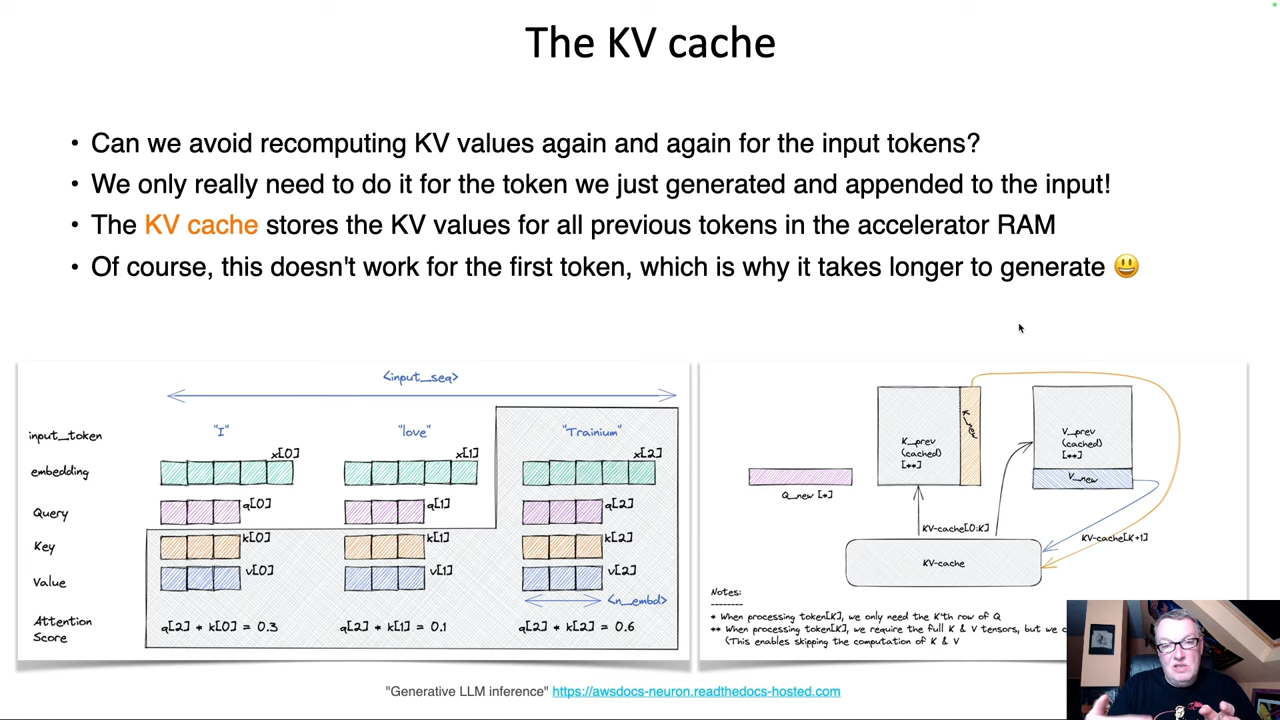 The KV cache
• Can we avoid recomputing KV values again and again for the input tokens?
• We only really need to do it for the token we just generated and appended to the input!
• The KV cache stores the KV values for all previous tokens in the accelerator RAM
• Of course, this doesn't work for the first token, which is why it takes longer to generate 😃
<input_seq>
input_token "I" "love" "Trainium"
embedding x[0] x[1] x[2]
Query q[0] q[1] q[2]
Key k[0] k[1] k[2]
Value v[0] v[1] v[2]
<n_embd>
Attention
Score
q[2] * k[0] = 0.3 q[2] * k[1] = 0.1 q[2] * k[2] = 0.6
K_prev
(cached)
[**]
K_new
V_prev
(cached)
[**]
V_new
Q_new [*]
KV-cache[0:K]
KV-cache[K+1]
KV-cache
Notes:
--------
* When processing token[K], we only need the K'th row of Q
** When processing token[K], we require the full K & V tensors, but we
(This enables skipping the computation of K & V
"Generative LLM inference" https://awsdocs-neuron.readthedocs-hosted.com